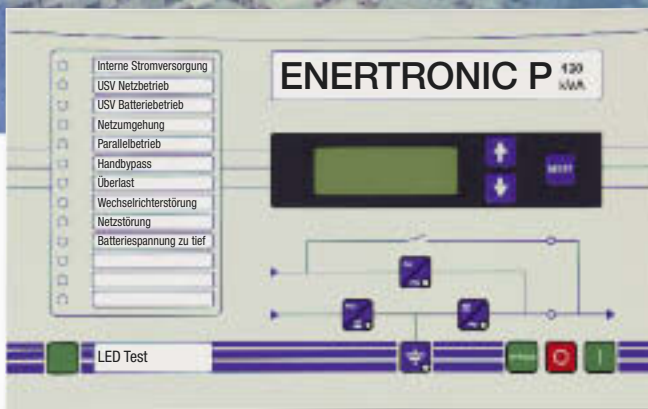 Interne Stromversorgung
USV Netzbetrieb
USV Batteriebetrieb
Netzumgehung
Parallelbetrieb
Handbypass
Überlast
Wechselrichterstörung
Netzstörung
Batteriespannung zu tief
ENERTRONIC P
kVA
LED Test